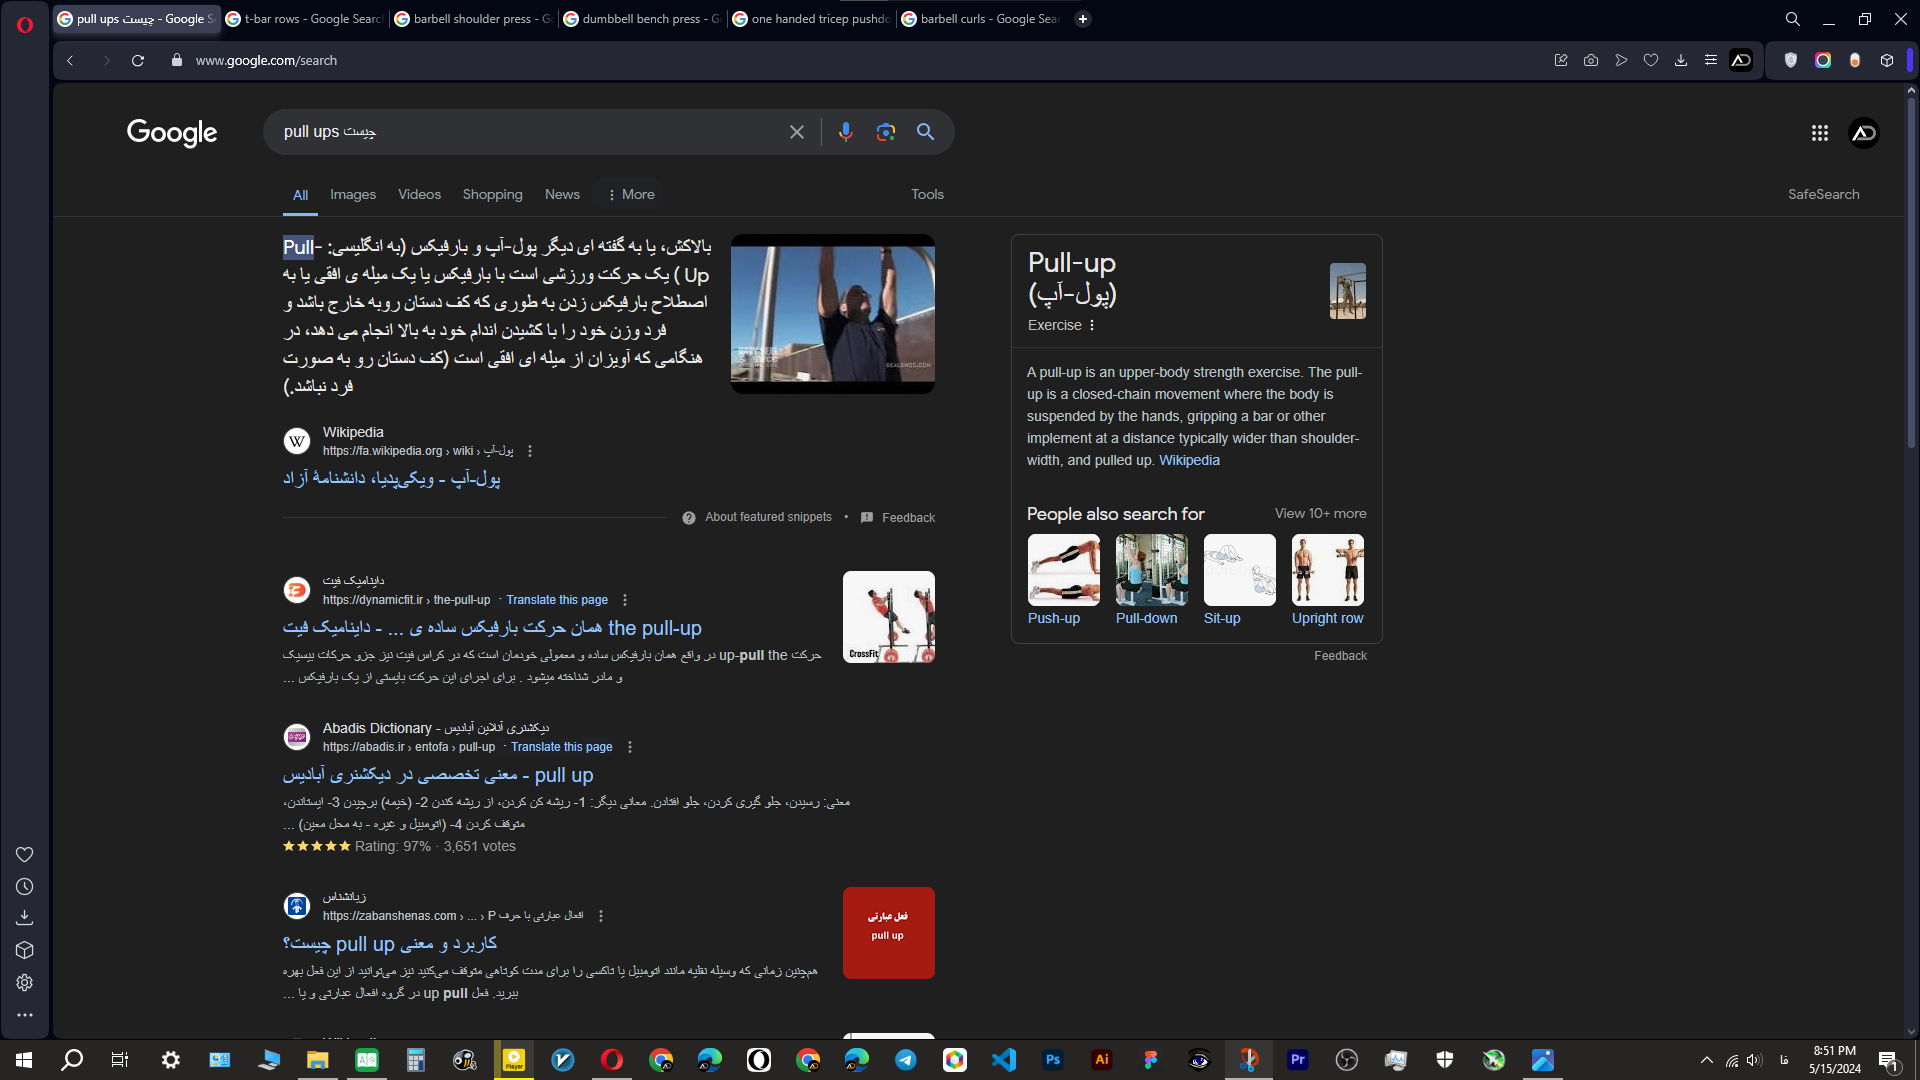 pull ups چیست - Google S
t-bar rows - Google Searc
barbell shoulder press - G
dumbbell bench press - G
one handed tricep pushdo
barbell curls - Google Sea
www.google.com/search
Google
pull ups چیست
All
Images
Videos
Shopping
News
More
Tools
SafeSearch
بالاکش، یا به گفته ای دیگر پول-آپ و بارفیکس (به انگلیسی: Pull-
Up ) یک حرکت ورزشی است با بارفیکس یا یک میله ی افقی یا به
اصطلاح بارفیکس زدن به طوری که کف دستان روبه خارج باشد و
فرد وزن خود را با کشیدن اندام خود به بالا انجام می دهد، در
هنگامی که آویزان از میله ای افقی است (کف دستان رو به صورت
فرد نباشد.)
SEALSWCC.COM
W
Wikipedia
https://fa.wikipedia.org › wiki › پول-آپ
پول-آپ - ویکی‌پدیا، دانشنامهٔ آزاد
About featured snippets • Feedback
داینامیک فیت
https://dynamicfit.ir › the-pull-up · Translate this page
the pull-up همان حرکت بارفیکس ساده ی ... - داینامیک فیت
حرکت the up-pull در واقع همان بارفیکس ساده و معمولی خودمان است که در کراس فیت نیز جزو حرکات بیسیک
و مادر شناخته میشود . برای اجرای این حرکت بایستی از یک بارفیکس ...
CrossFit
Abadis Dictionary - دیکشنری آنلاین آبادیس
https://abadis.ir › entofa › pull-up · Translate this page
pull up - معنی تخصصی در دیکشنری آبادیس
معنی: رسیدن، جلو گیری کردن، جلو افتادن. معانی دیگر: 1- ریشه کن کردن، از ریشه کندن 2- (خیمه) برچیدن 3- ایستاندن،
متوقف کردن 4- (اتومبیل و غیره - به محل معین) ...
Rating: 97% · 3,651 votes
زبانشناس
https://zabanshenas.com › ... › افعال عبارتی با حرف P
کاربرد و معنی pull up چیست؟
همچنین زمانی که وسیله نقلیه مانند اتومبیل یا تاکسی را برای مدت کوتاهی متوقف می‌کنید نیز می‌توانید از این فعل بهره
ببرید. فعل up pull در گروه افعال عبارتی و یا ...
فعل عبارتی
pull up
Pull-up
(پول-آپ)
Exercise
A pull-up is an upper-body strength exercise. The pull-
up is a closed-chain movement where the body is
suspended by the hands, gripping a bar or other
implement at a distance typically wider than shoulder-
width, and pulled up. Wikipedia
People also search for
View 10+ more
Push-up
Pull-down
Sit-up
Upright row
Feedback
Player
Ps
Ai
Pr
فا
8:51 PM
5/15/2024
1